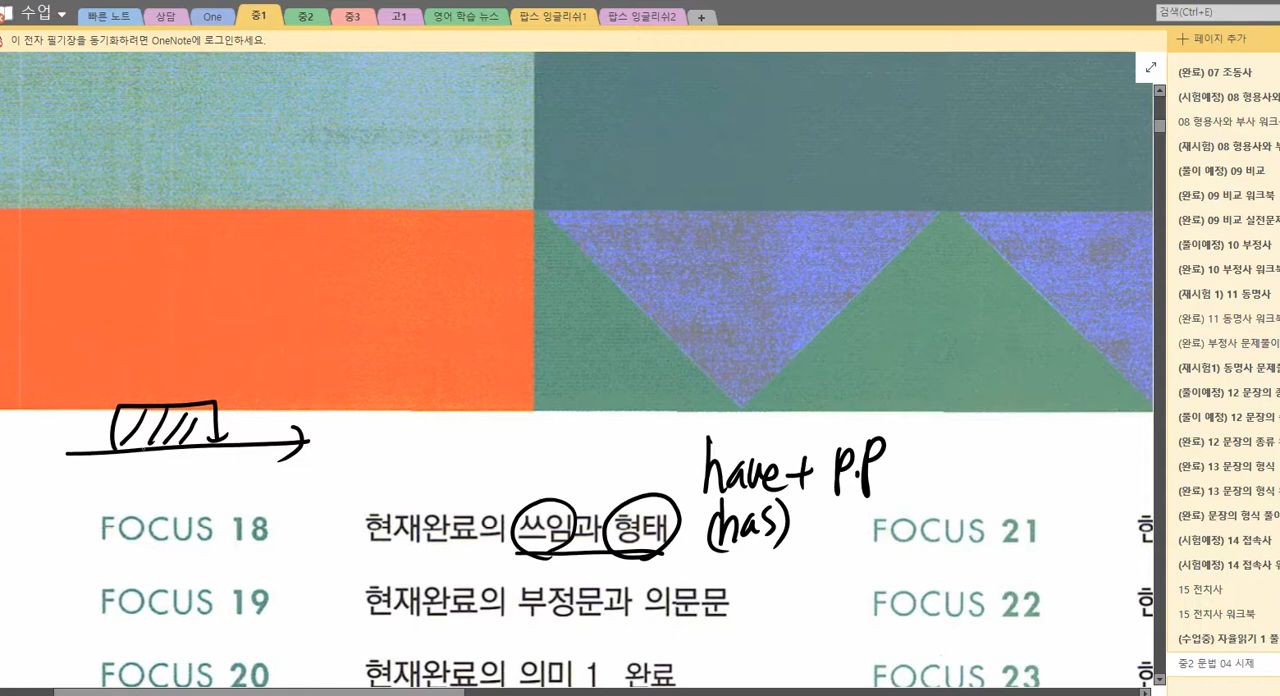 수업
빠른 노트
상담
One
중1
중2
중3
고1
영어 학습 뉴스
팝스 잉글리쉬1
팝스 잉글리쉬2
검색(Ctrl+E)
이 전자 필기장을 동기화하려면 OneNote에 로그인하세요.
페이지 추가
(완료) 07 조동사
(시험예정) 08 형용사와
08 형용사와 부사 워크
(재시험) 08 형용사와 부
(풀이 예정) 09 비교
(완료) 09 비교 워크북
(완료) 09 비교 실전문제
(풀이예정) 10 부정사
(완료) 10 부정사 워크북
(재시험 1) 11 동명사
(완료) 11 동명사 워크북
(완료) 부정사 문제풀이
(재시험1) 동명사 문제풀
(풀이예정) 12 문장의 종
(풀이 예정) 12 문장의
(완료) 12 문장의 종류
(완료) 13 문장의 형식
(완료) 13 문장의 형식
(완료) 문장의 형식 풀이
(시험예정) 14 접속사
(시험예정) 14 접속사 워
15 전치사
15 전치사 워크북
(수업중) 자율읽기 1 풀
중2 문법 04 시제
have + p.p
(has)
FOCUS 18 현재완료의 쓰임과 형태
FOCUS 19 현재완료의 부정문과 의문문
FOCUS 20 현재완료의 의미 1 완료
FOCUS 21
FOCUS 22
FOCUS 23